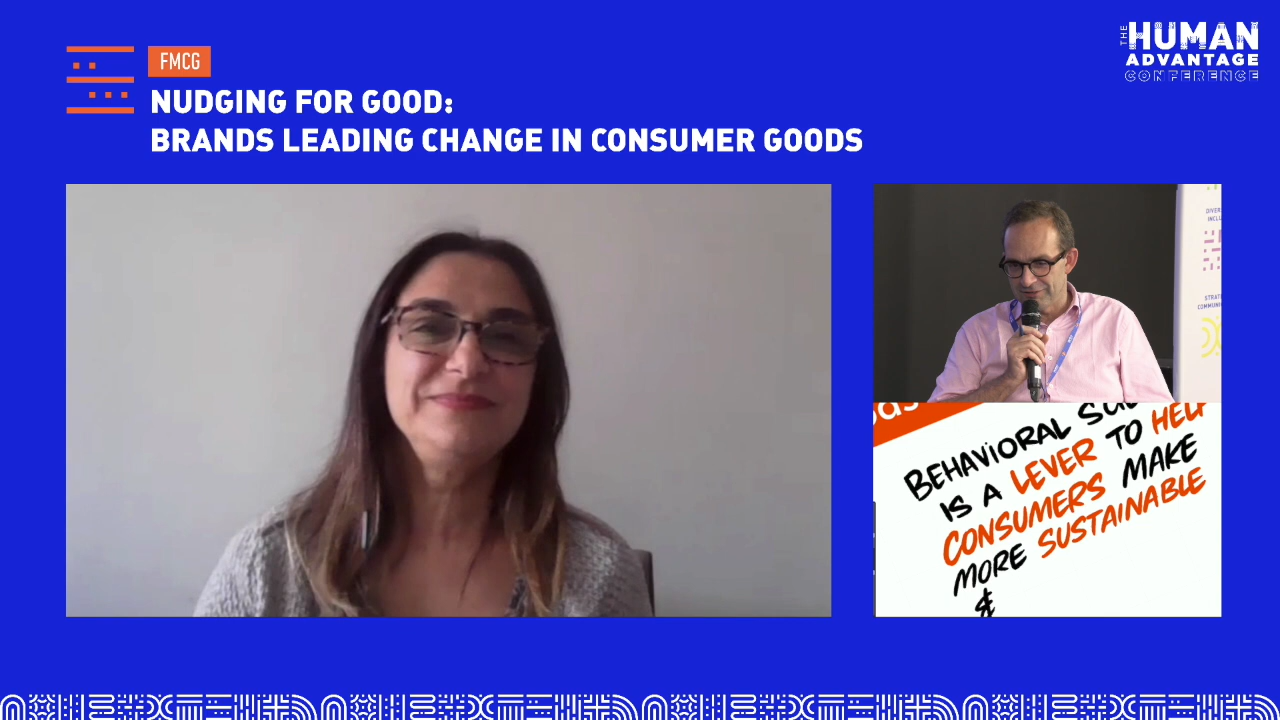 FMCG
NUDGING FOR GOOD:
BRANDS LEADING CHANGE IN CONSUMER GOODS
THE
HUMAN
ADVANTAGE
CONFERENCE
BEHAVIORAL
IS A LEVER TO HELP
CONSUMERS MAKE
MORE SUSTAINABLE
&